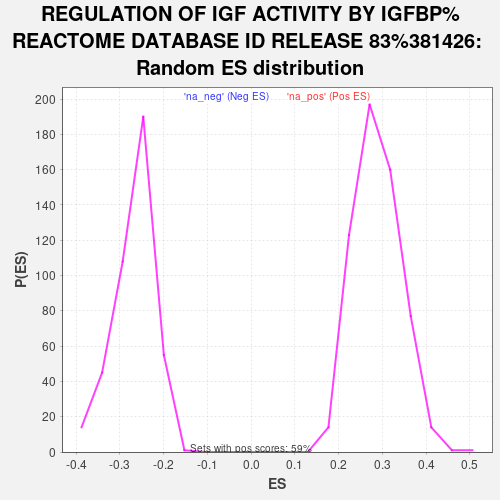 REGULATION OF IGF ACTIVITY BY IGFBP%
REACTOME DATABASE ID RELEASE 83%381426:
Random ES distribution
'na_neg' (Neg ES) 'na_pos' (Pos ES)
200
180
160
140
120
100
80
60
40
20
0
P(ES)
Sets with pos scores: 59%
-0.4 -0.3 -0.2 -0.1 0.0 0.1 0.2 0.3 0.4 0.5
ES